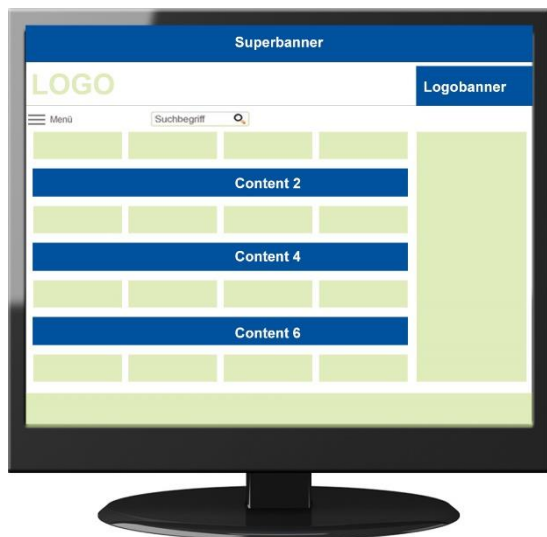 Superbanner
LOGO
Logobanner
Menü
Suchbegriff
Content 2
Content 4
Content 6